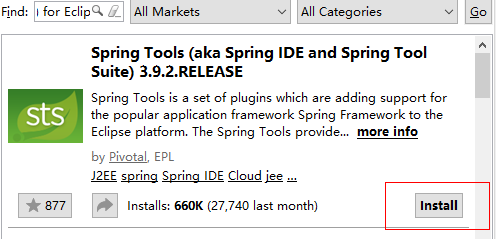 Find: for Eclip All Markets All Categories Go
Spring Tools (aka Spring IDE and Spring Tool
Suite) 3.9.2.RELEASE
sts
Spring Tools is a set of plugins which are adding support for
the popular application framework Spring Framework to the
Eclipse platform. The Spring Tools provide... more info
by Pivotal, EPL
J2EE spring Spring IDE Cloud jee ...
877 Installs: 660K (27,740 last month) Install